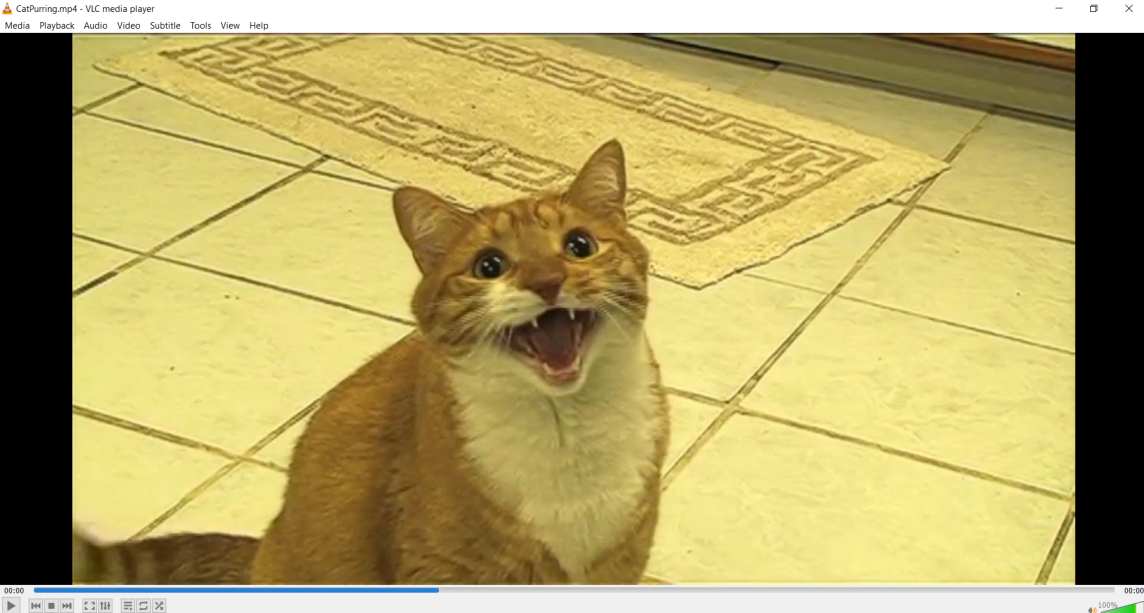 CatPurring.mp4 - VLC media player
Media Playback Audio Video Subtitle Tools View Help
00:00 00:00
100%